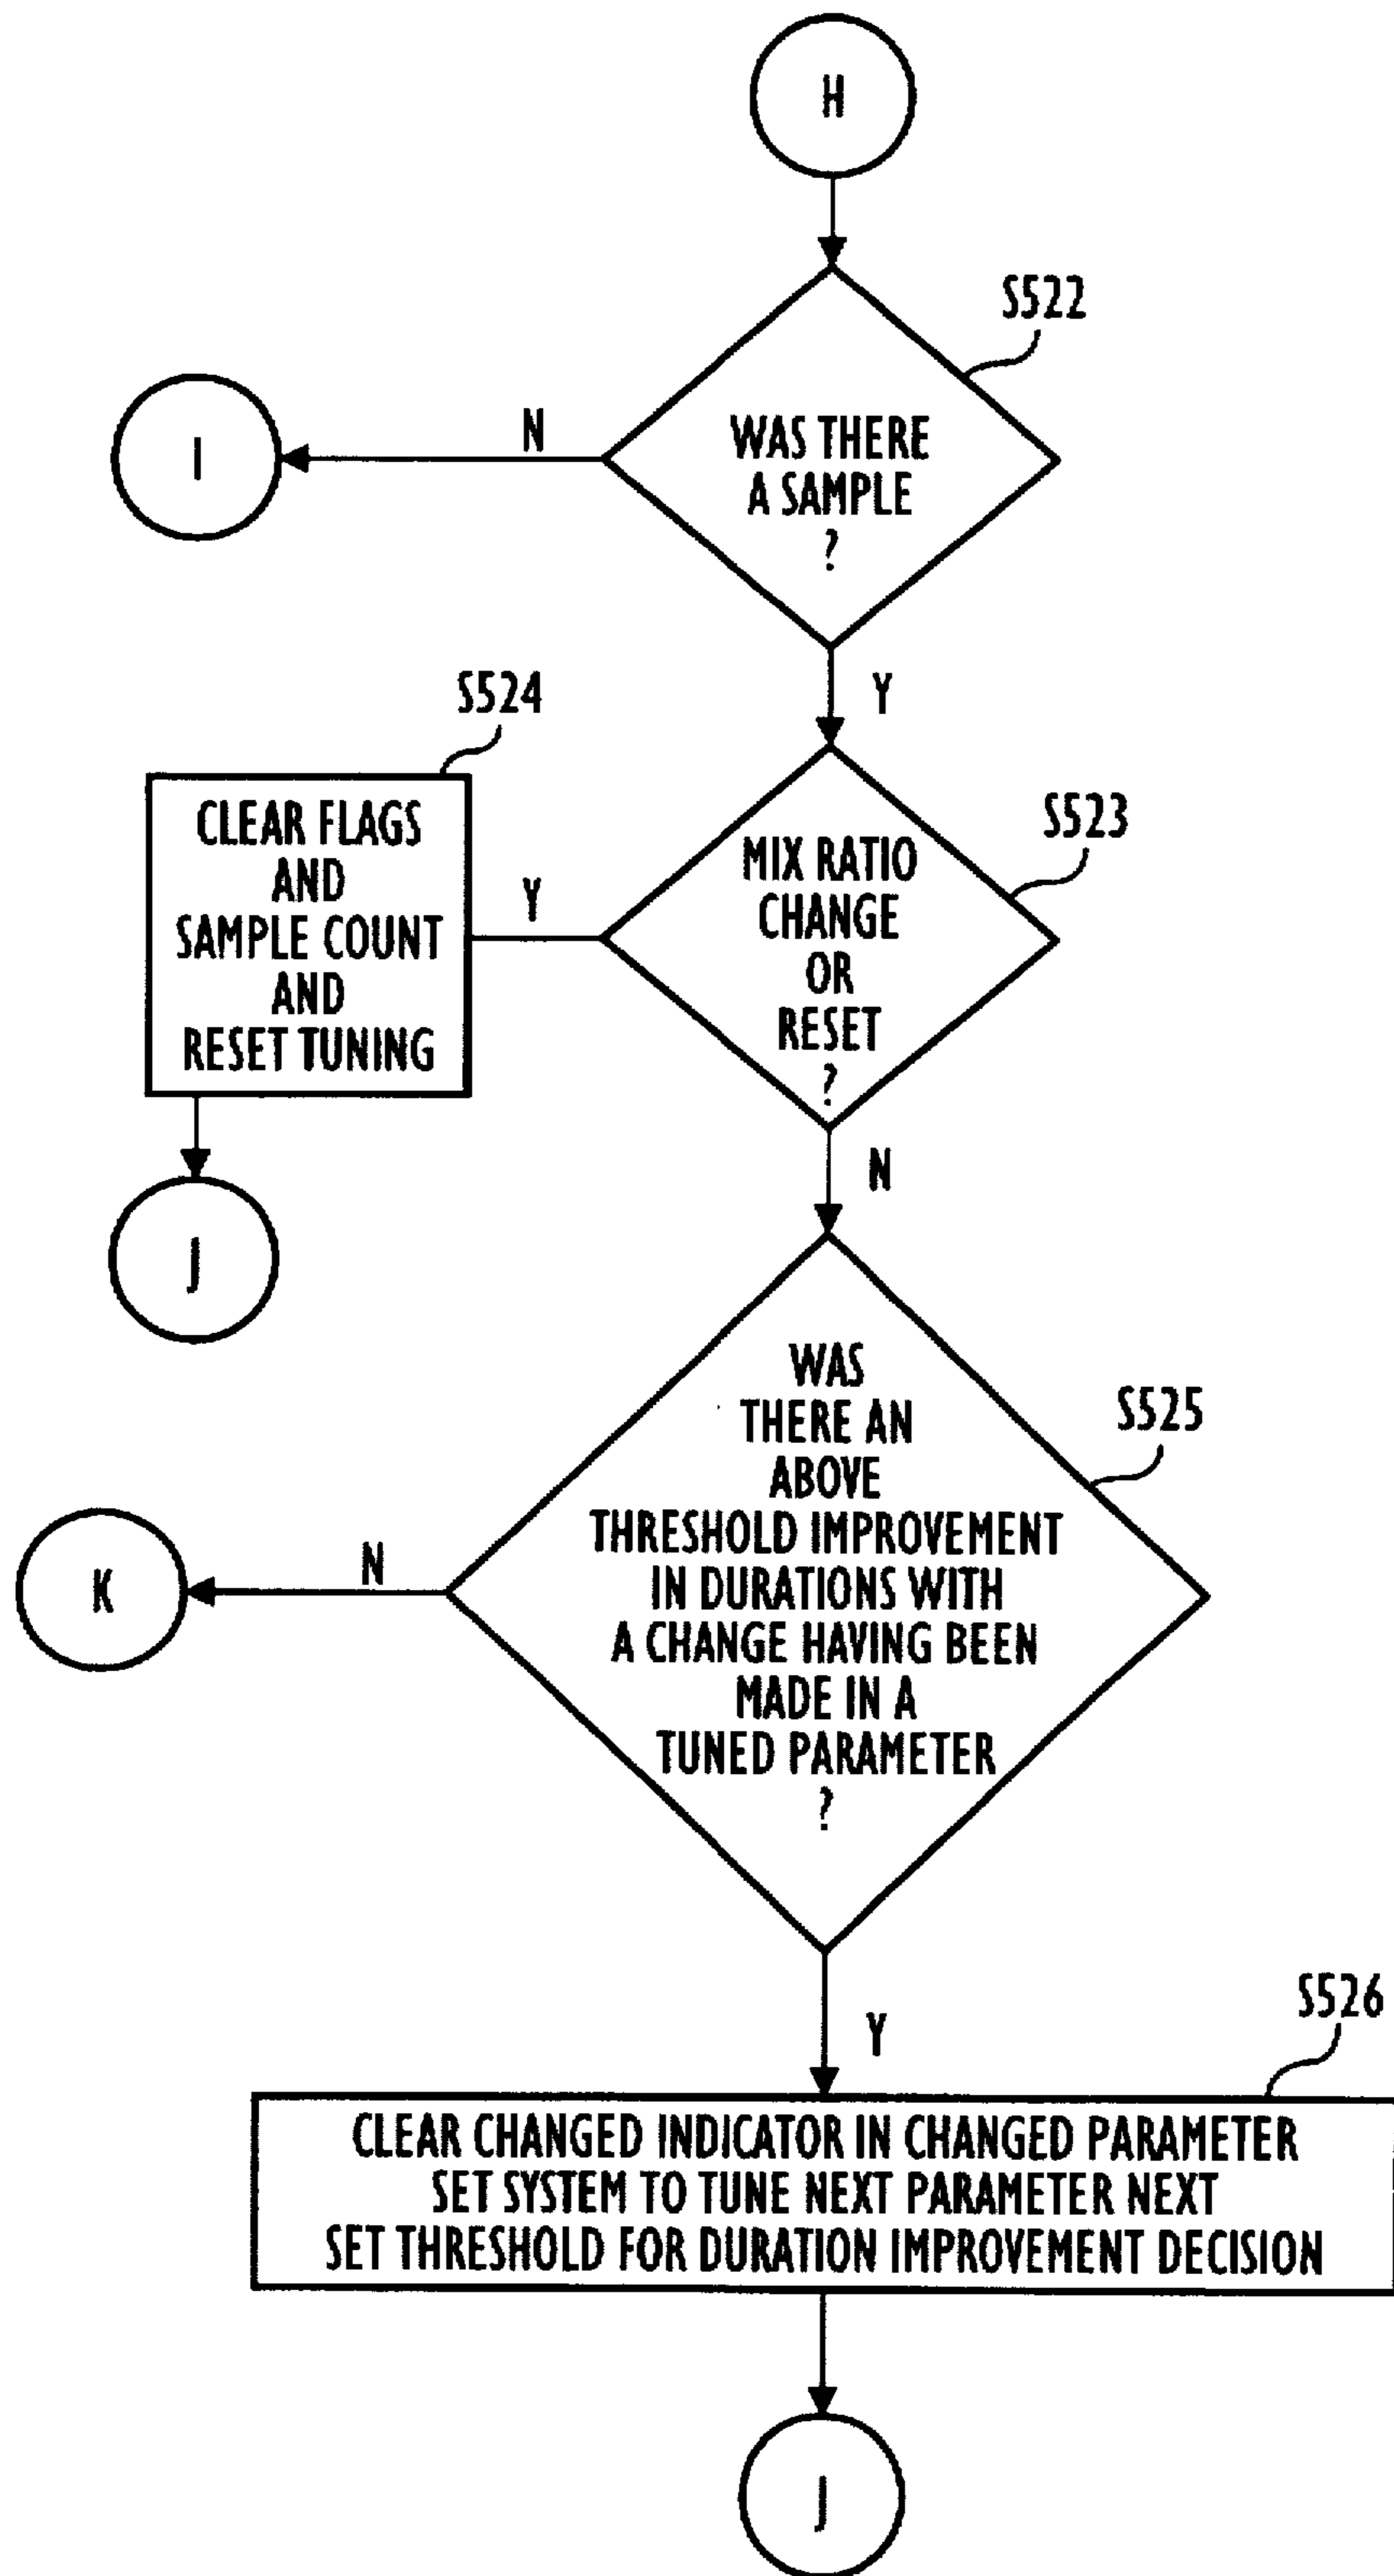 H
S522
WAS THERE
A SAMPLE
?
N
I
Y
S524
CLEAR FLAGS
AND
SAMPLE COUNT
AND
RESET TUNING
Y
S523
MIX RATIO
CHANGE
OR
RESET
?
J
N
S525
WAS
THERE AN
ABOVE
THRESHOLD IMPROVEMENT
IN DURATIONS WITH
A CHANGE HAVING BEEN
MADE IN A
TUNED PARAMETER
?
N
K
Y
S526
CLEAR CHANGED INDICATOR IN CHANGED PARAMETER
SET SYSTEM TO TUNE NEXT PARAMETER NEXT
SET THRESHOLD FOR DURATION IMPROVEMENT DECISION
J